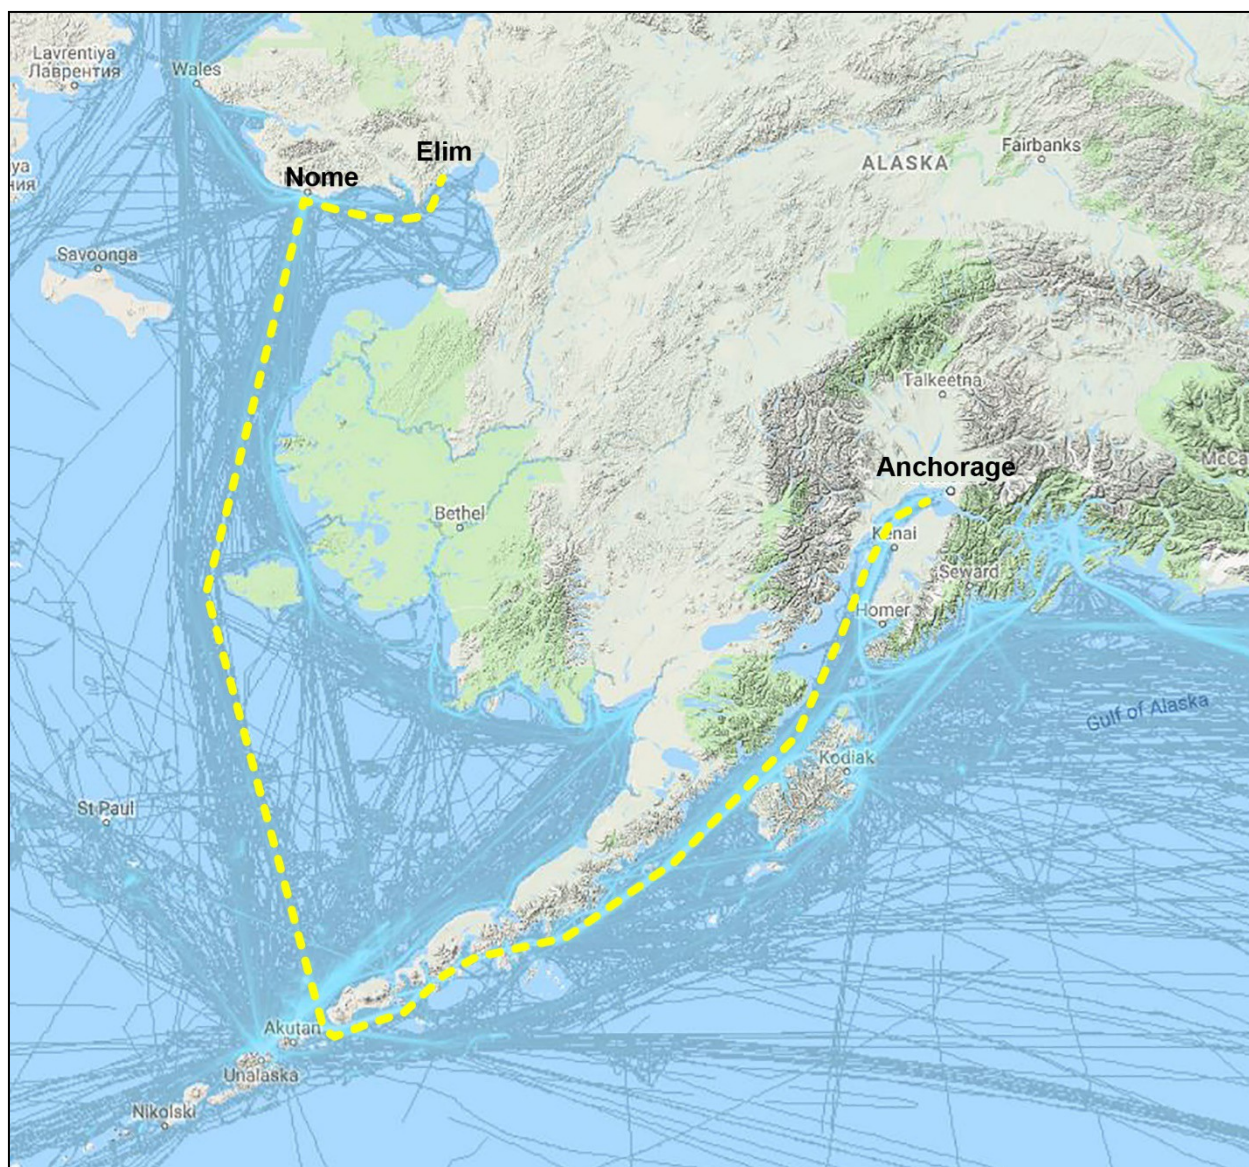 Lavrentiya
Лаврентия
Wales
Elim
Fairbanks
ALASKA
Nome
Savoonga
Talkeetna
Anchorage
Bethel
Kenai
Seward
Homer
Gulf of Alaska
Kodiak
St Paul
Akutan
Unalaska
Nikolski